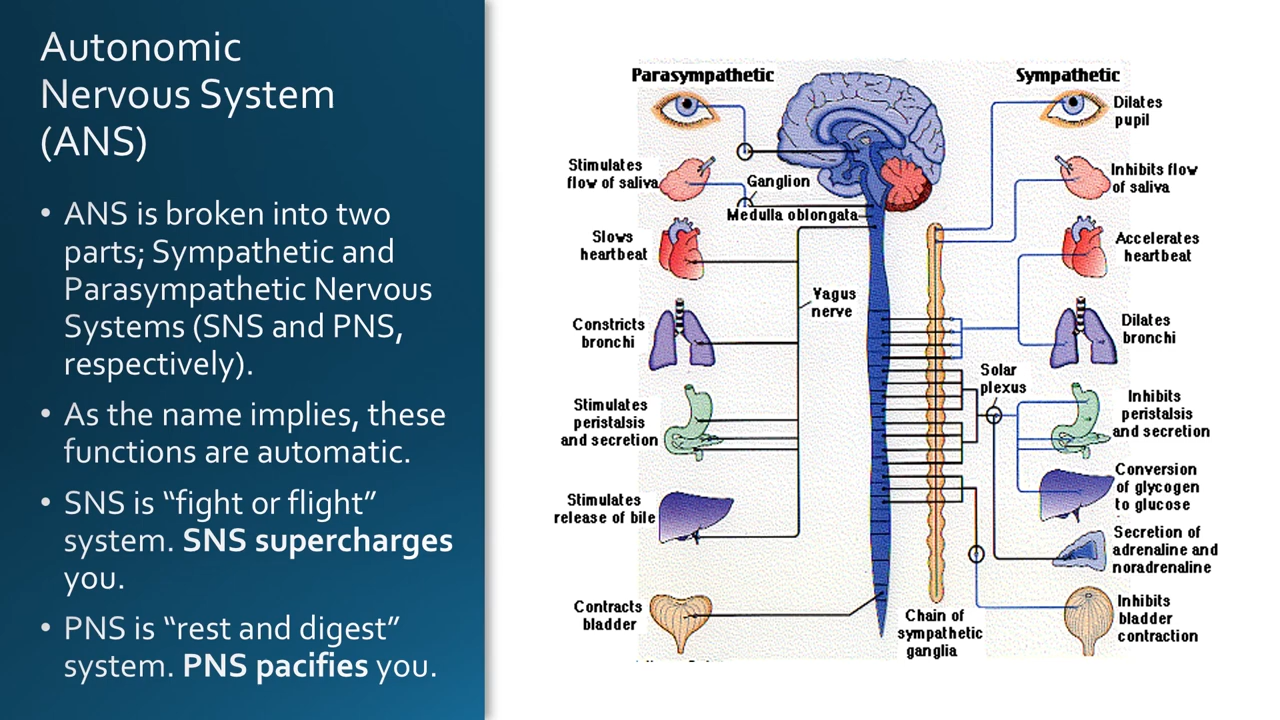 Autonomic
Nervous System
(ANS)
• ANS is broken into two
parts; Sympathetic and
Parasympathetic Nervous
Systems (SNS and PNS,
respectively).
• As the name implies, these
functions are automatic.
• SNS is “fight or flight”
system. SNS supercharges
you.
• PNS is “rest and digest”
system. PNS pacifies you.
Parasympathetic
Stimulates
flow of saliva
Ganglion
Medulla oblongata
Slows
heartbeat
Vagus
nerve
Constricts
bronchi
Stimulates
peristalsis
and secretion
Stimulates
release of bile
Contracts
bladder
Sympathetic
Dilates
pupil
Inhibits flow
of saliva
Accelerates
heartbeat
Dilates
bronchi
Solar
plexus
Inhibits
peristalsis
and secretion
Conversion
of glycogen
to glucose
Secretion of
adrenaline and
noradrenaline
Inhibits
bladder
contraction
Chain of
sympathetic
ganglia